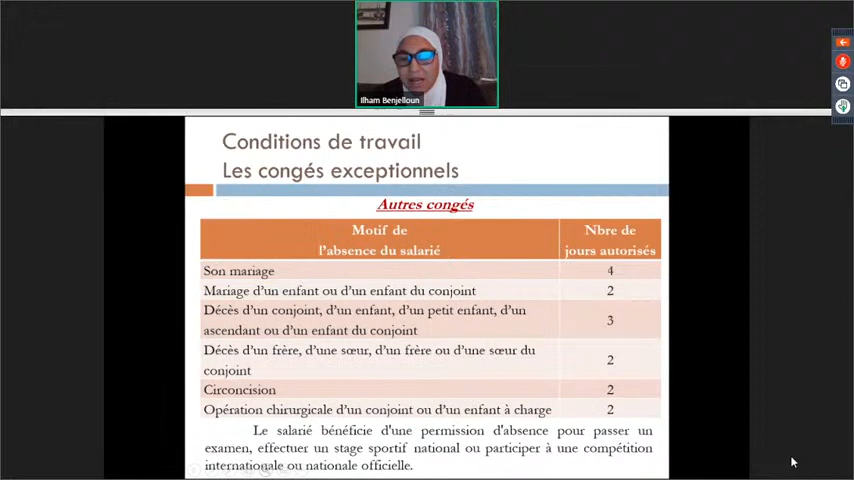 Ilham Benjelloun
Conditions de travail
Les congés exceptionnels
Autres congés
Motif de
l'absence du salarié
Nbre de
jours autorisés
Son mariage 4
Mariage d'un enfant ou d'un enfant du conjoint 2
Décès d'un conjoint, d'un enfant, d'un petit enfant, d'un
ascendant ou d'un enfant du conjoint 3
Décès d'un frère, d'une sœur, d'un frère ou d'une sœur du
conjoint 2
Circoncision 2
Opération chirurgicale d'un conjoint ou d'un enfant à charge 2
Le salarié bénéficie d'une permission d'absence pour passer un
examen, effectuer un stage sportif national ou participer à une compétition
internationale ou nationale officielle.